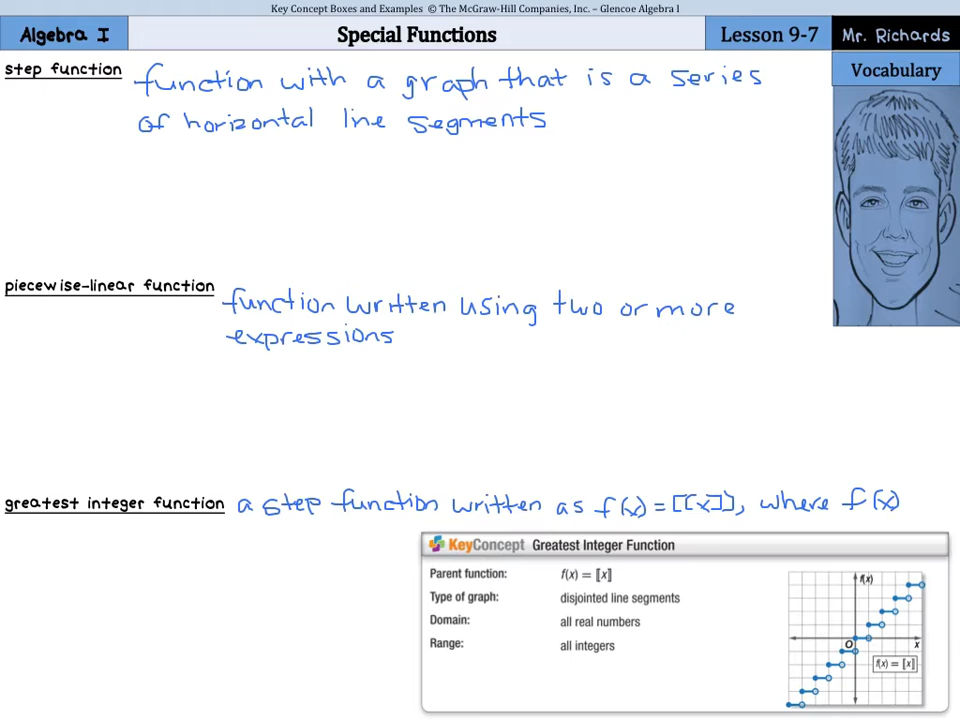 Key Concept Boxes and Examples © The McGraw-Hill Companies, Inc. – Glencoe Algebra I
Algebra I Special Functions Lesson 9-7 Mr. Richards
Vocabulary
step function function with a graph that is a series
of horizontal line segments
piecewise-linear function function written using two or more
expressions
greatest integer function a step function written as f(x) = [[x]], where f(x)
KeyConcept Greatest Integer Function
Parent function: f(x) = ⟦x⟧
Type of graph: disjointed line segments
Domain: all real numbers
Range: all integers
f(x)
O x
f(x) = ⟦x⟧